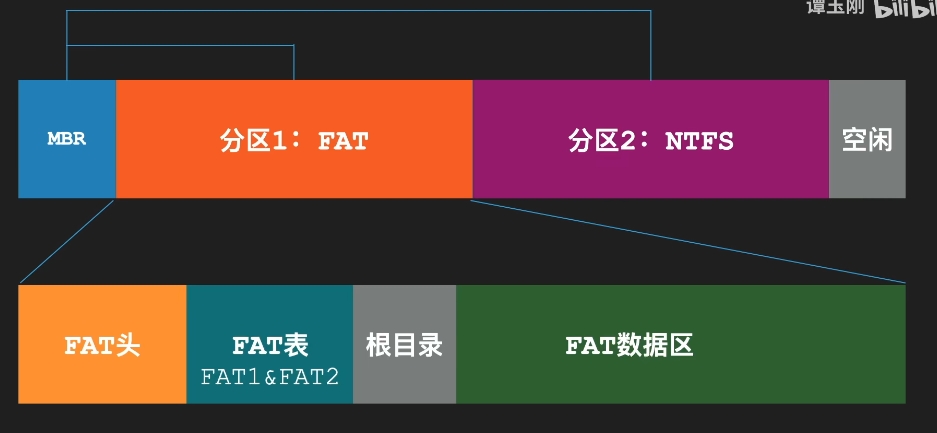 谭玉刚 bilibili
MBR
分区1: FAT
分区2: NTFS
空闲
FAT头
FAT表
FAT1&FAT2
根目录
FAT数据区